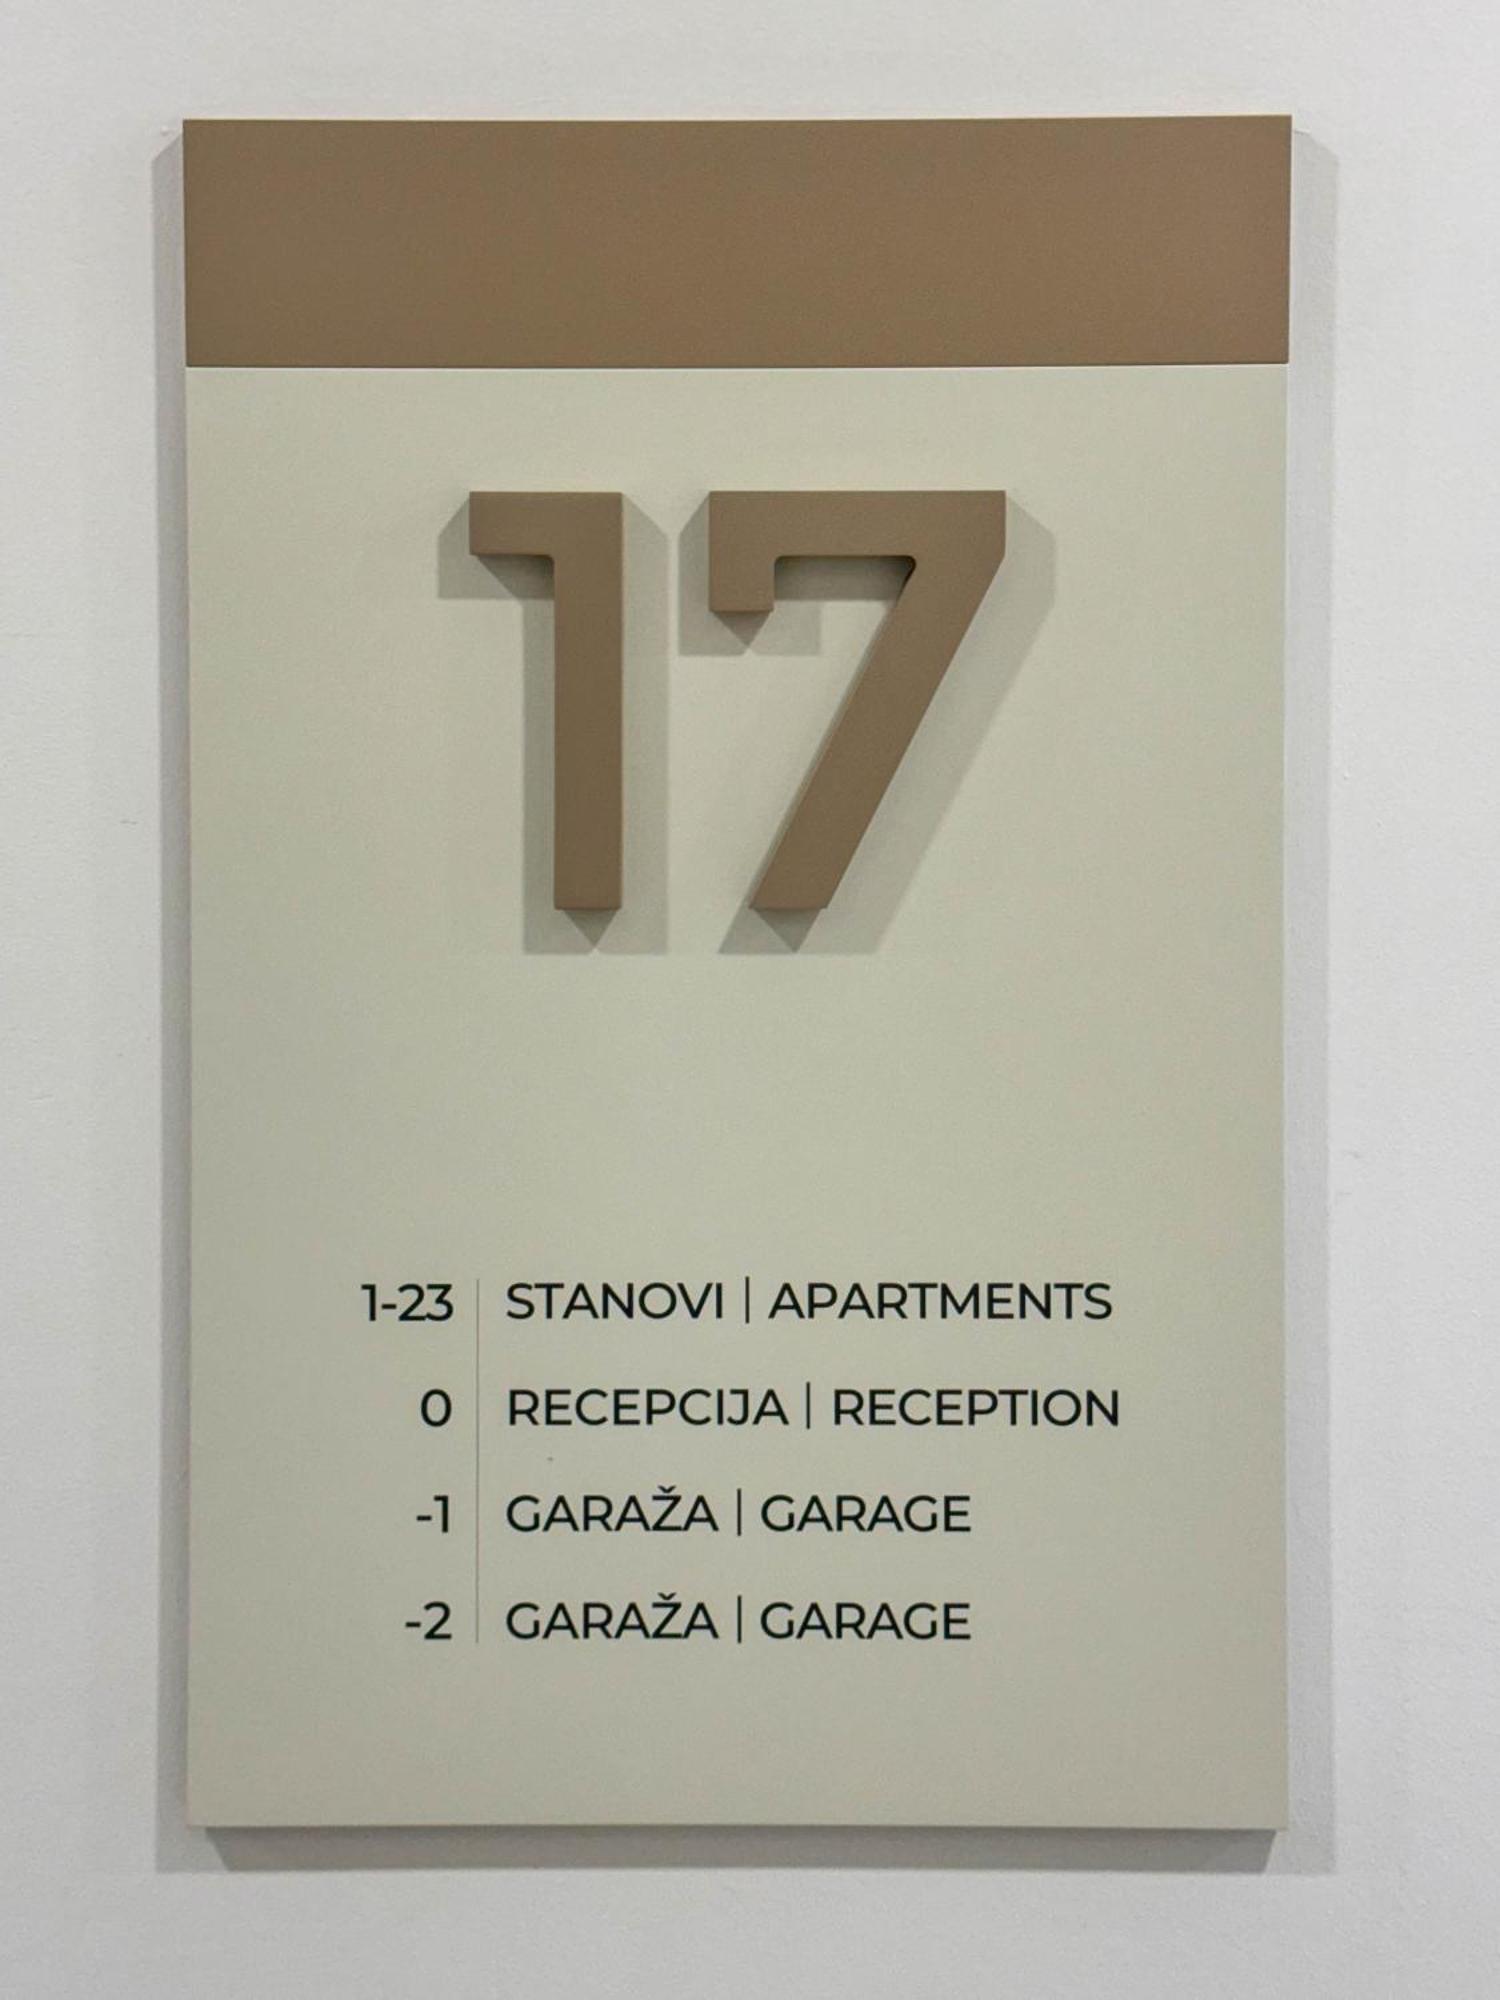 17
1-23 STANOVI | APARTMENTS
0 RECEPCIJA | RECEPTION
-1 GARAŽA | GARAGE
-2 GARAŽA | GARAGE